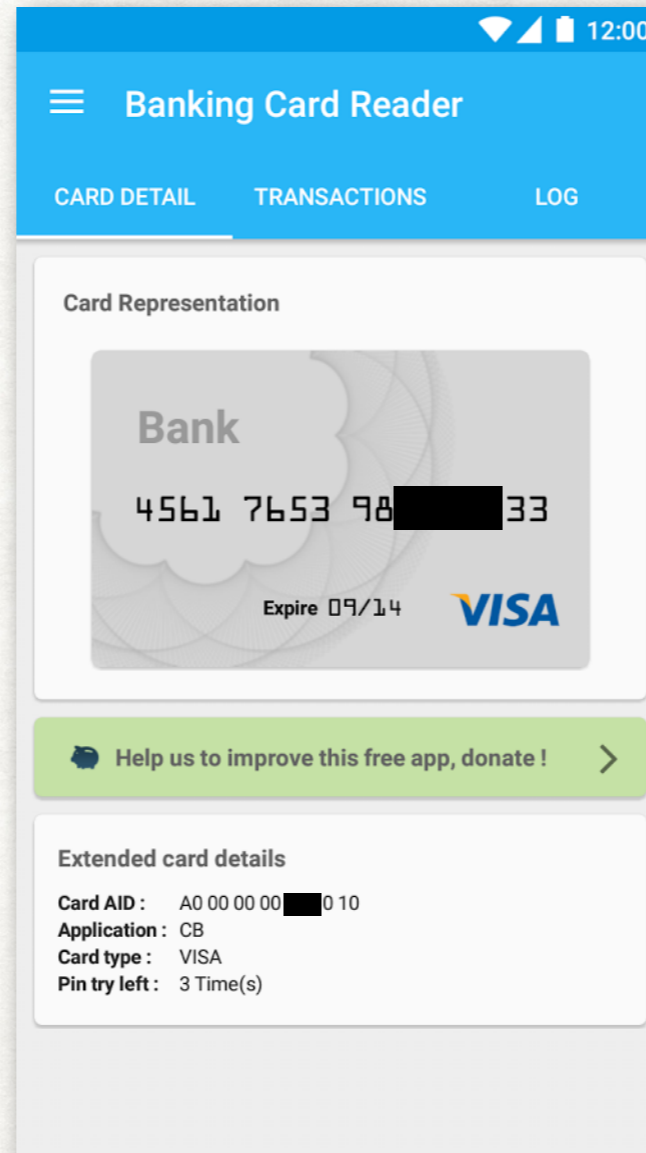 12:00
Banking Card Reader
CARD DETAIL TRANSACTIONS LOG
Card Representation
Bank
4561 7653 98 33
Expire 09/14 VISA
Help us to improve this free app, donate !
Extended card details
Card AID : A0 00 00 00 0 10
Application : CB
Card type : VISA
Pin try left : 3 Time(s)